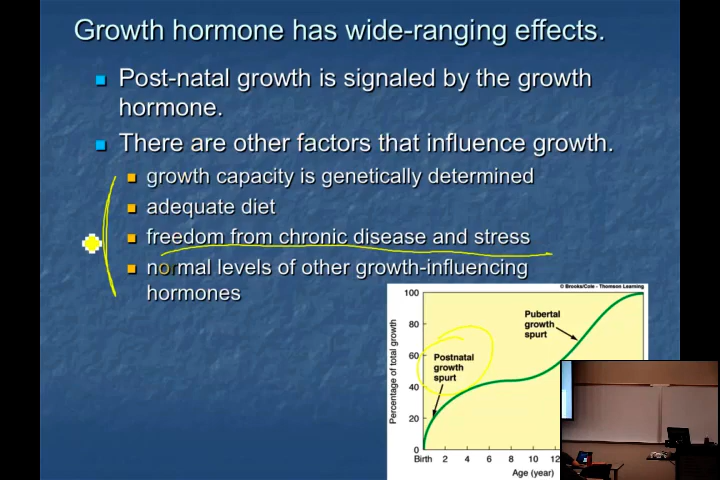 Growth hormone has wide-ranging effects.
Post-natal growth is signaled by the growth
hormone.
There are other factors that influence growth.
growth capacity is genetically determined
adequate diet
freedom from chronic disease and stress
normal levels of other growth-influencing
hormones
© Brooks/Cole - Thomson Learning
Percentage of total growth
100
80
60
40
20
0
Pubertal
growth
spurt
Postnatal
growth
spurt
Birth 2 4 6 8 10 12
Age (year)